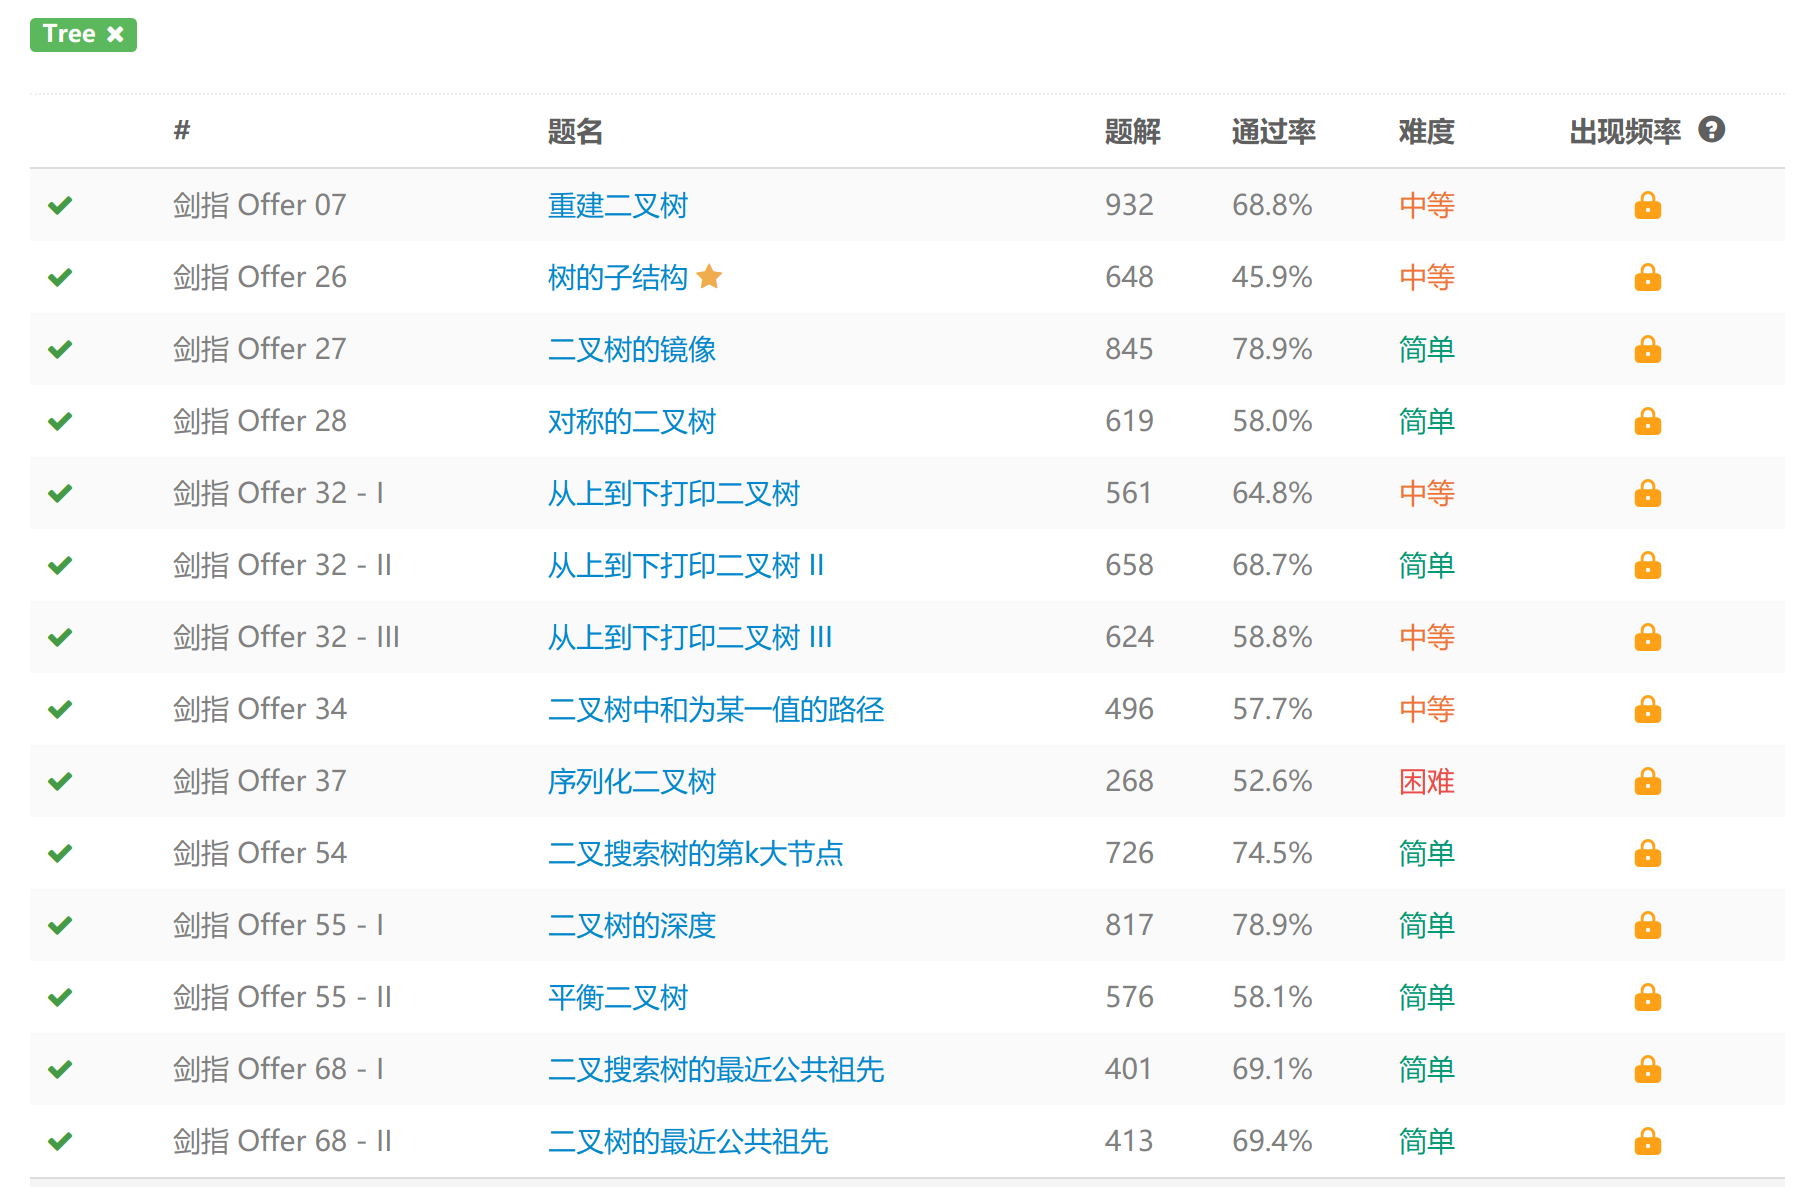 Tree
# 题名 题解 通过率 难度 出现频率
剑指 Offer 07 重建二叉树 932 68.8% 中等
剑指 Offer 26 树的子结构 648 45.9% 中等
剑指 Offer 27 二叉树的镜像 845 78.9% 简单
剑指 Offer 28 对称的二叉树 619 58.0% 简单
剑指 Offer 32 - I 从上到下打印二叉树 561 64.8% 中等
剑指 Offer 32 - II 从上到下打印二叉树 II 658 68.7% 简单
剑指 Offer 32 - III 从上到下打印二叉树 III 624 58.8% 中等
剑指 Offer 34 二叉树中和为某一值的路径 496 57.7% 中等
剑指 Offer 37 序列化二叉树 268 52.6% 困难
剑指 Offer 54 二叉搜索树的第k大节点 726 74.5% 简单
剑指 Offer 55 - I 二叉树的深度 817 78.9% 简单
剑指 Offer 55 - II 平衡二叉树 576 58.1% 简单
剑指 Offer 68 - I 二叉搜索树的最近公共祖先 401 69.1% 简单
剑指 Offer 68 - II 二叉树的最近公共祖先 413 69.4% 简单